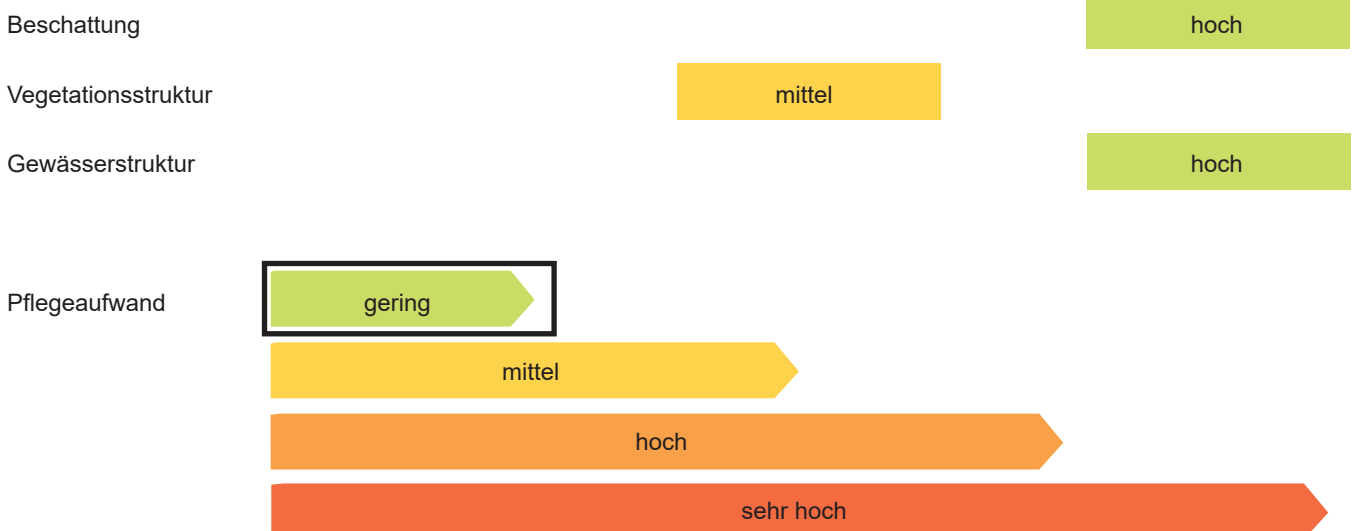 Beschattung hoch
Vegetationsstruktur mittel
Gewässerstruktur hoch
Pflegeaufwand gering
mittel
hoch
sehr hoch